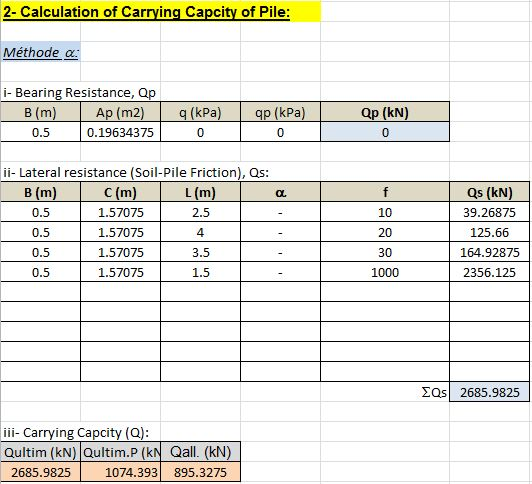 2- Calculation of Carrying Capcity of Pile:
Méthode α:
i- Bearing Resistance, Qp
B (m) Ap (m2) q (kPa) qp (kPa) Qp (kN)
0.5 0.19634375 0 0 0
ii- Lateral resistance (Soil-Pile Friction), Qs:
B (m) C (m) L (m) α f Qs (kN)
0.5 1.57075 2.5 - 10 39.26875
0.5 1.57075 4 - 20 125.66
0.5 1.57075 3.5 - 30 164.92875
0.5 1.57075 1.5 - 1000 2356.125
ΣQs 2685.9825
iii- Carrying Capcity (Q):
Qultim (kN) Qultim.P (kN Qall. (kN)
2685.9825 1074.393 895.3275